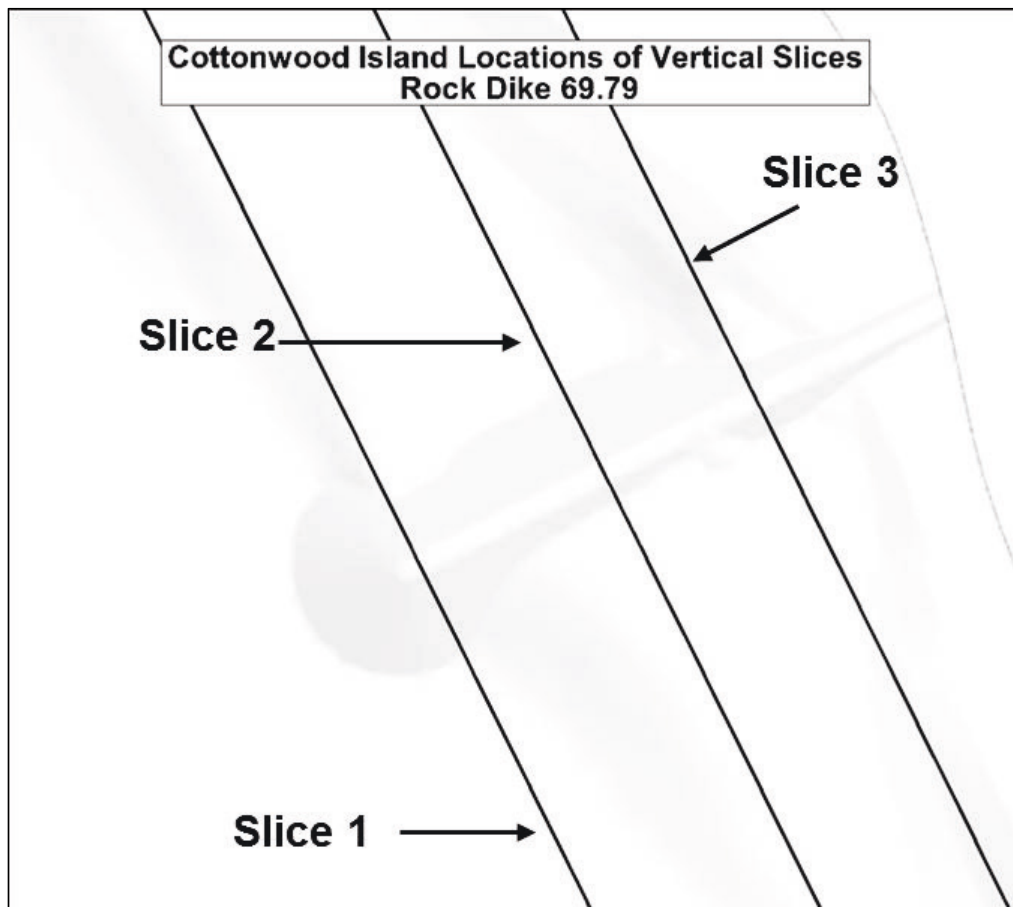 Cottonwood Island Locations of Vertical Slices
Rock Dike 69.79
Slice 3
Slice 2
Slice 1